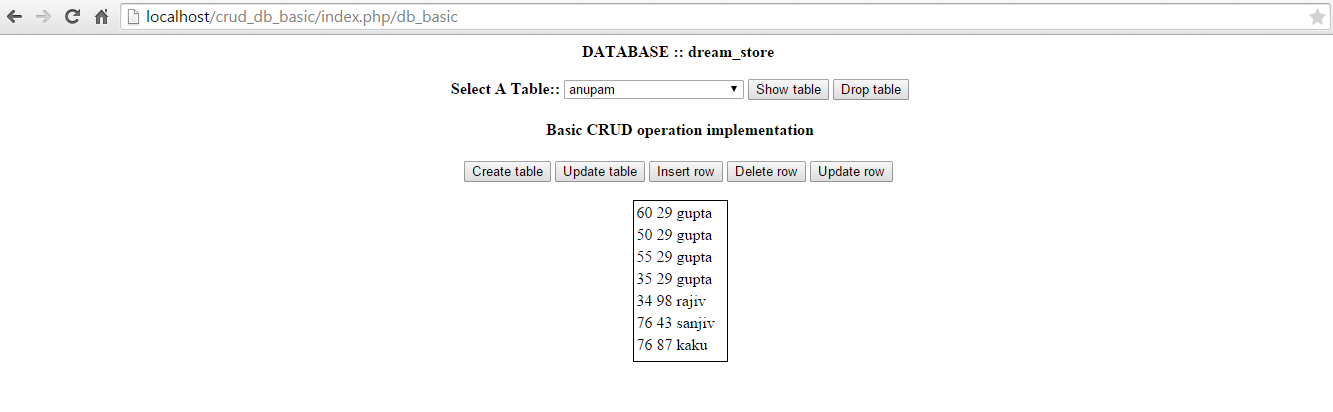 localhost/crud_db_basic/index.php/db_basic
DATABASE :: dream_store
Select A Table:: anupam Show table Drop table
Basic CRUD operation implementation
Create table Update table Insert row Delete row Update row
60 29 gupta
50 29 gupta
55 29 gupta
35 29 gupta
34 98 rajiv
76 43 sanjiv
76 87 kaku